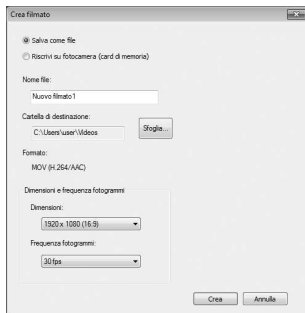 Crea filmato
Salva come file
Riscrivi su fotocamera (card di memoria)
Nome file:
Nuovo filmato1
Cartella di destinazione:
C:\Users\user\Videos
Sfoglia...
Formato:
MOV (H.264/AAC)
Dimensioni e frequenza fotogrammi
Dimensioni:
1920 x 1080 (16:9)
Frequenza fotogrammi:
30 fps
Crea
Annulla